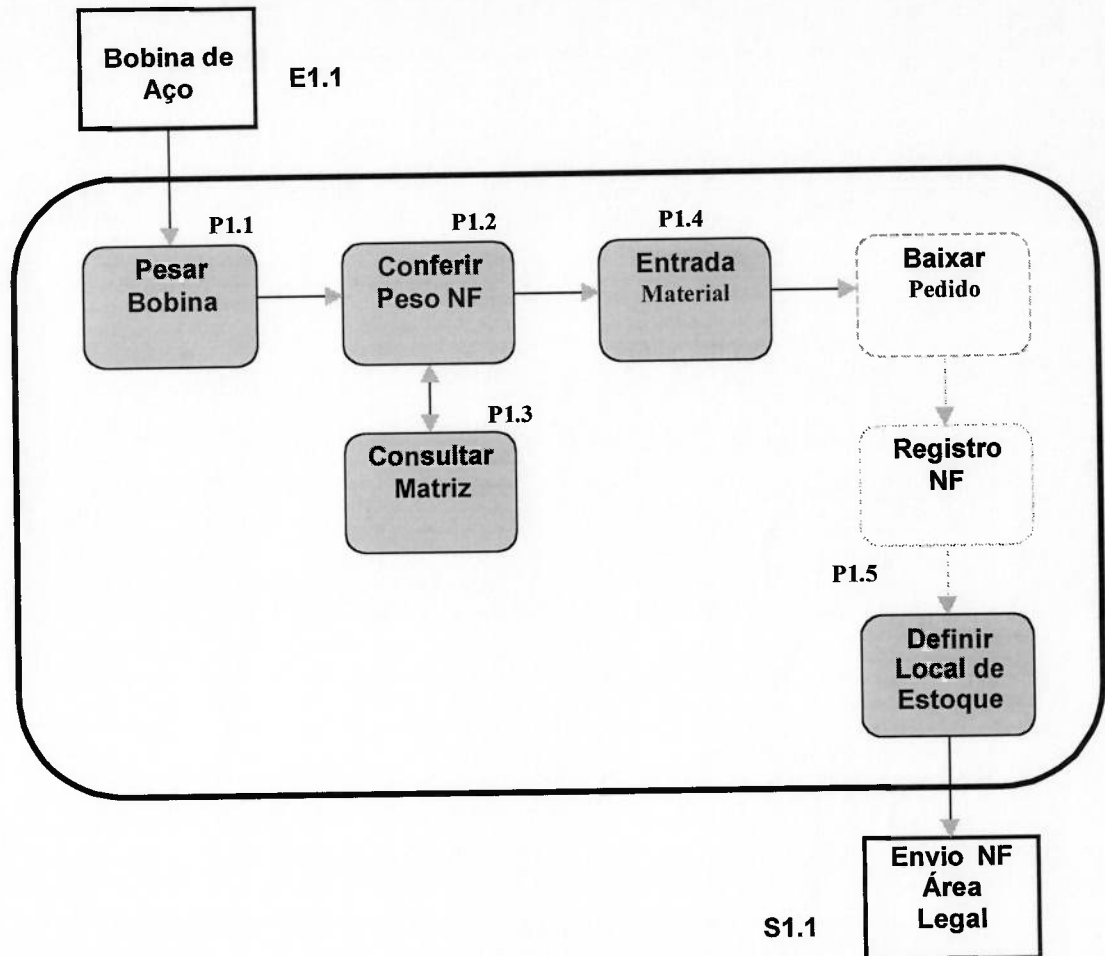 Bobina de
Aço
E1.1
P1.1
P1.2
P1.4
Pesar
Bobina
Conferir
Peso NF
Entrada
Material
Baixar
Pedido
P1.3
Consultar
Matriz
Registro
NF
P1.5
Definir
Local de
Estoque
Envio NF
Área
Legal
S1.1